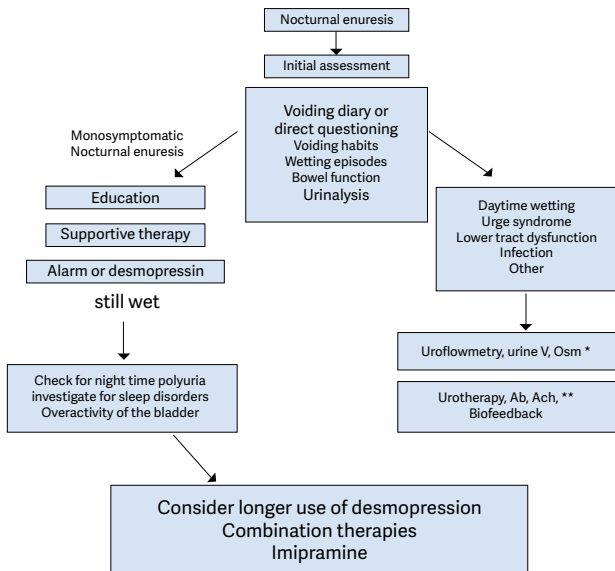 Nocturnal enuresis
Initial assessment
Voiding diary or
direct questioning
Voiding habits
Wetting episodes
Bowel function
Urinalysis
Monosymptomatic
Nocturnal enuresis
Education
Supportive therapy
Alarm or desmopressin
still wet
Check for night time polyuria
investigate for sleep disorders
Overactivity of the bladder
Daytime wetting
Urge syndrome
Lower tract dysfunction
Infection
Other
Uroflowmetry, urine V, Osm *
Urotherapy, Ab, Ach, **
Biofeedback
Consider longer use of desmopression
Combination therapies
Imipramine